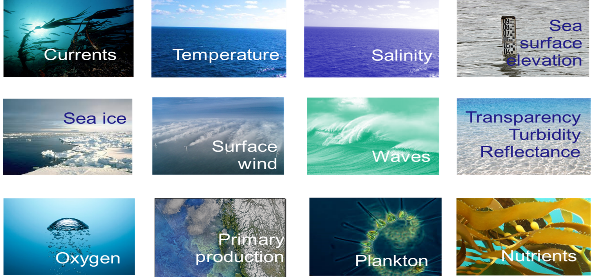 Currents
Temperature
Salinity
Sea
surface
elevation
Sea ice
Surface
wind
Waves
Transparency
Turbidity
Reflectance
Oxygen
Primary
production
Plankton
Nutrients